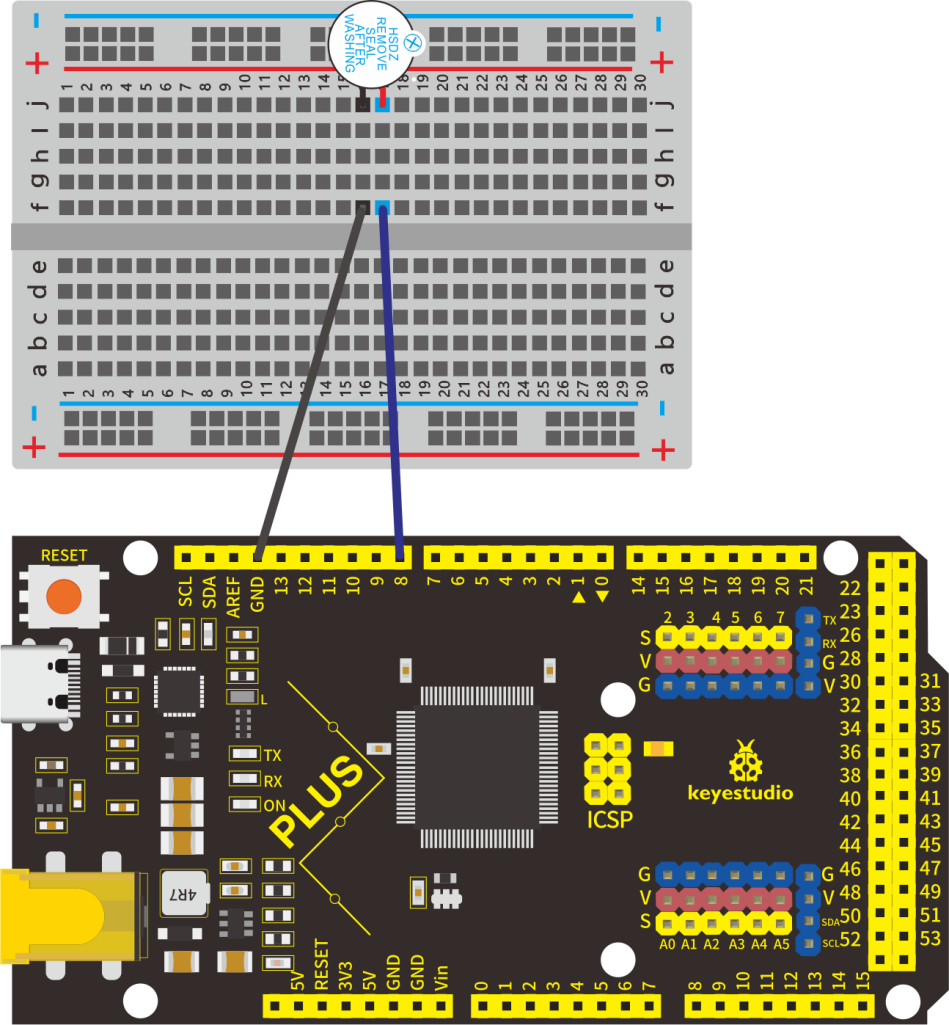 - -
HSDZ
REMOVE
SEAL
AFTER
WASHING
+ +
1 2 3 4 5 6 7 8 9 10 11 12 13 14 15 18 19 20 21 22 23 24 25 26 27 28 29 30
j j
i i
h h
g g
f f
e e
d d
c c
b b
a a
1 2 3 4 5 6 7 8 9 10 11 12 13 14 15 16 17 18 19 20 21 22 23 24 25 26 27 28 29 30
- -
+ +
RESET
SCL SDA AREF GND 13 12 11 10 9 8 7 6 5 4 3 2 1 0 14 15 16 17 18 19 20 21
22
23
26
28
30 31
32 33
34 35
36 37
38 39
40 41
42 43
44 45
46 47
48 49
50 51
52 53
2 3 4 5 6 7 TX
S RX
V G
G V
L
TX
RX
ON
PLUS
ICSP
keyestudio
4R7
G G
V V
S SDA
A0 A1 A2 A3 A4 A5 SCL
5V RESET 3V3 5V GND GND Vin 0 1 2 3 4 5 6 7 8 9 10 11 12 13 14 15